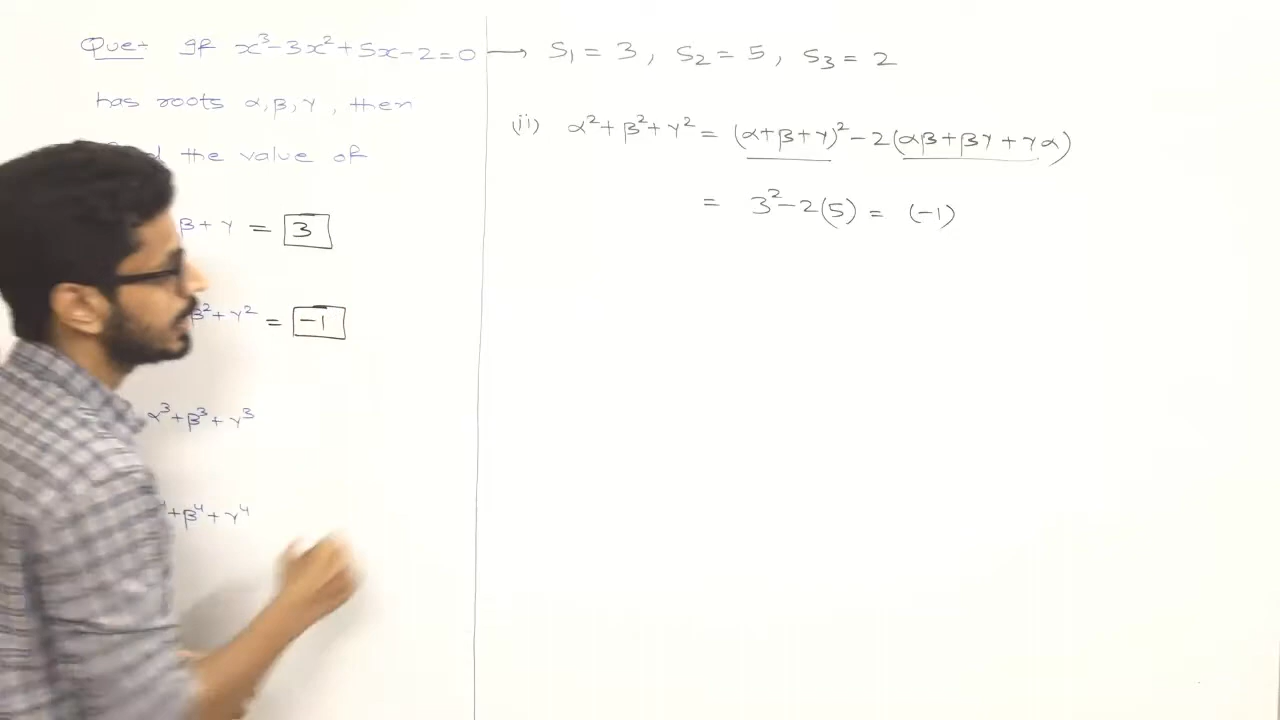 Que:- If x³-3x²+5x-2=0 → S₁ = 3, S₂ = 5, S₃ = 2
has roots α,β,γ, then
the value of
β+γ = 3
β²+γ² = -1
α³+β³+γ³
+β⁴+γ⁴
(ii) α²+β²+γ² = (α+β+γ)²-2(αβ+βγ+γα)
= 3²-2(5) = (-1)